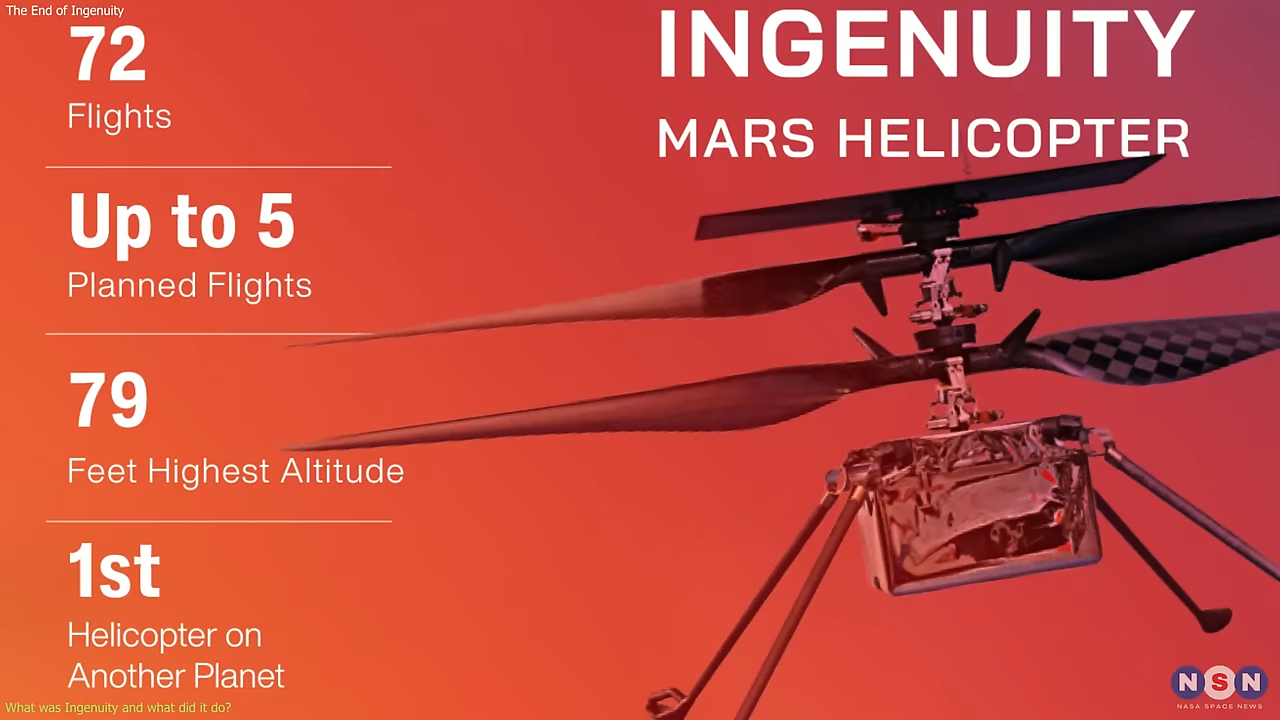 The End of Ingenuity
72
Flights
Up to 5
Planned Flights
79
Feet Highest Altitude
1st
Helicopter on
Another Planet
What was Ingenuity and what did it do?
INGENUITY
MARS HELICOPTER
NSN
NASA SPACE NEWS